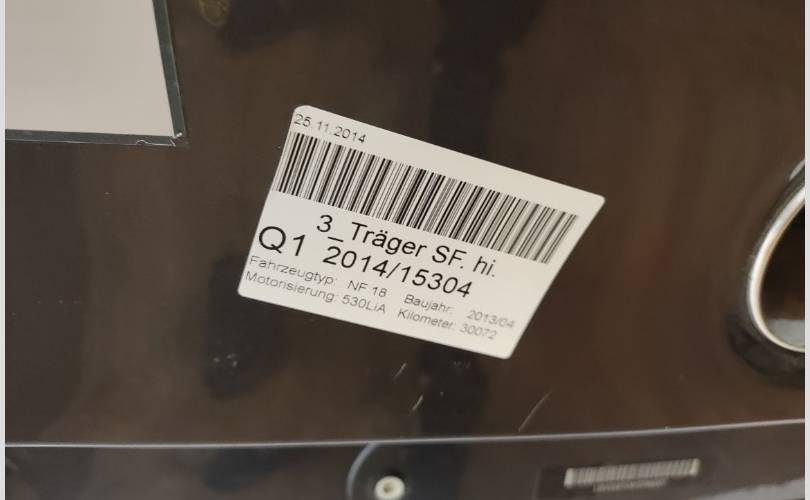 25.11.2014
3_Träger SF. hi.
Q1 2014/15304
Fahrzeugtyp: NF 18 Baujahr: 2013/04
Motorisierung: 530LiA Kilometer: 30072